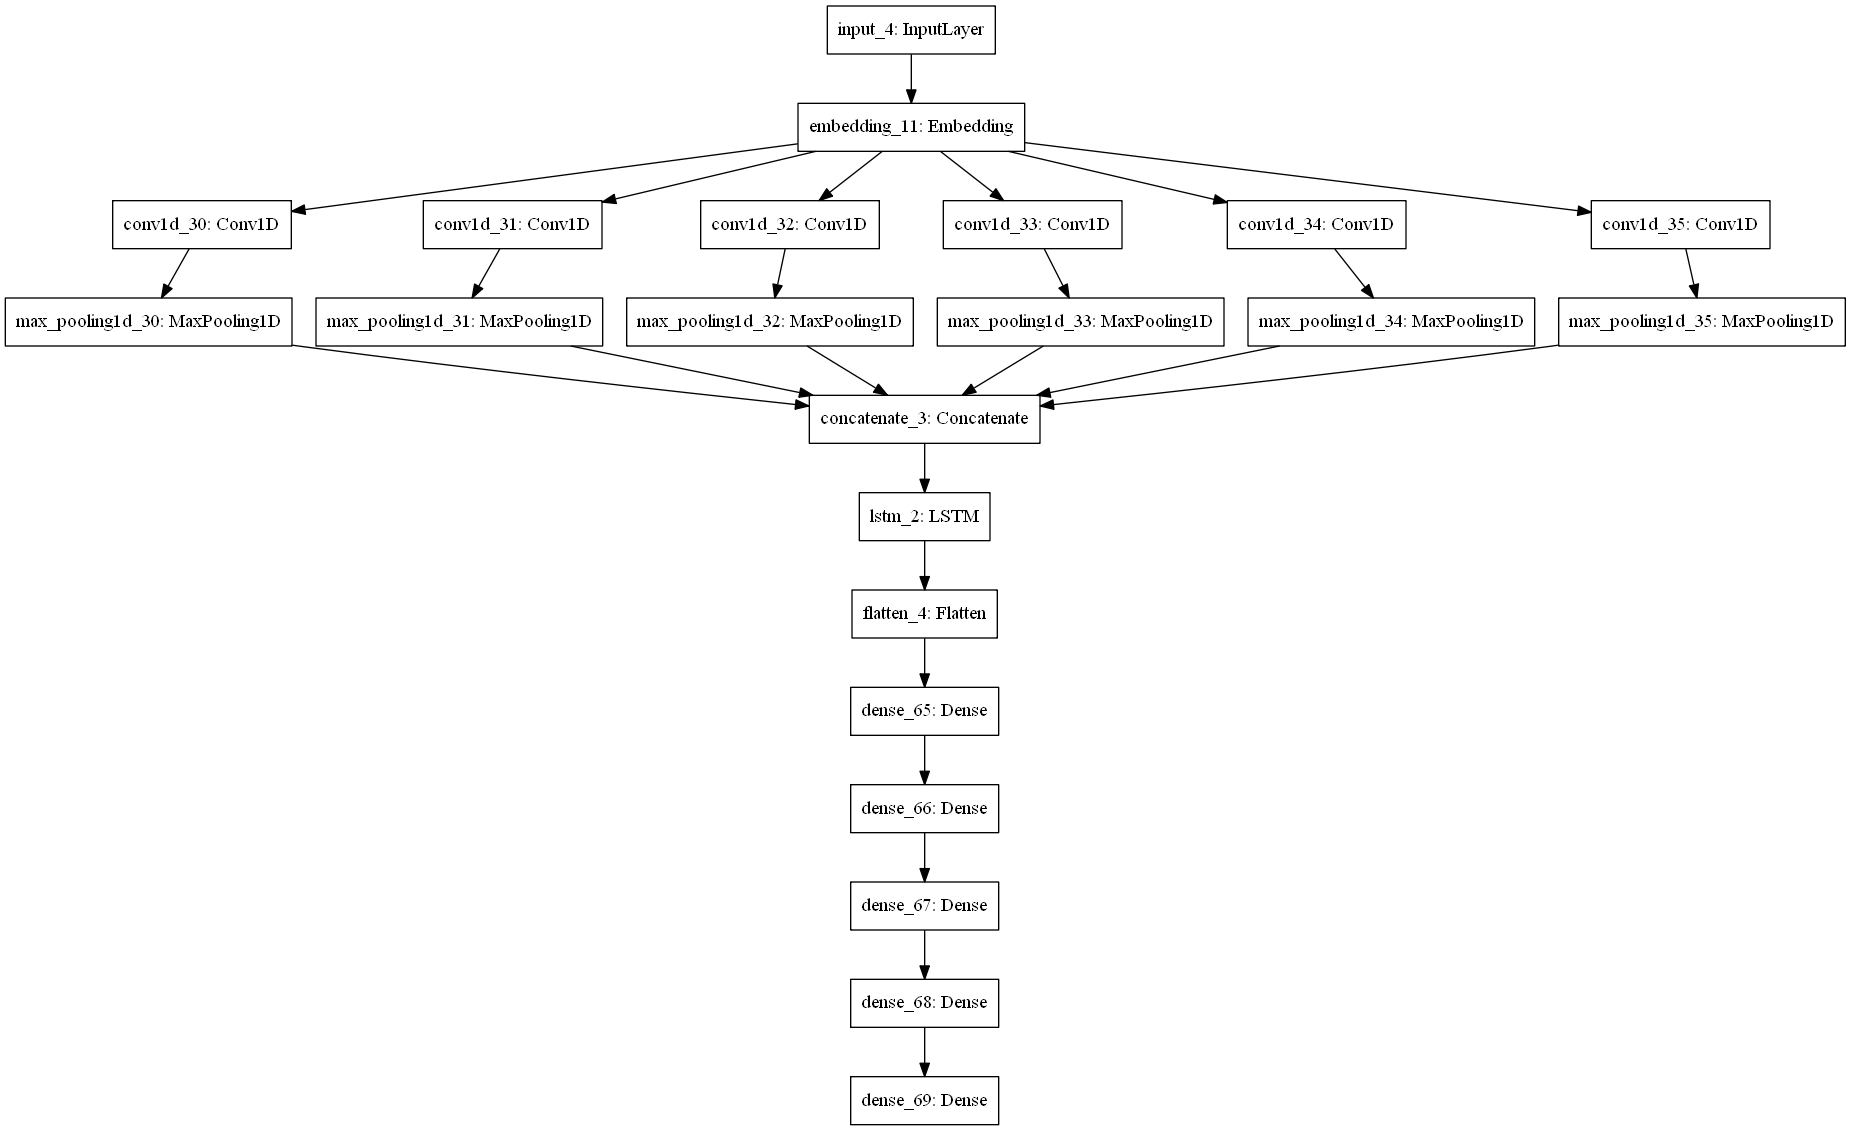 input_4: InputLayer
embedding_11: Embedding
conv1d_30: Conv1D
conv1d_31: Conv1D
conv1d_32: Conv1D
conv1d_33: Conv1D
conv1d_34: Conv1D
conv1d_35: Conv1D
max_pooling1d_30: MaxPooling1D
max_pooling1d_31: MaxPooling1D
max_pooling1d_32: MaxPooling1D
max_pooling1d_33: MaxPooling1D
max_pooling1d_34: MaxPooling1D
max_pooling1d_35: MaxPooling1D
concatenate_3: Concatenate
lstm_2: LSTM
flatten_4: Flatten
dense_65: Dense
dense_66: Dense
dense_67: Dense
dense_68: Dense
dense_69: Dense